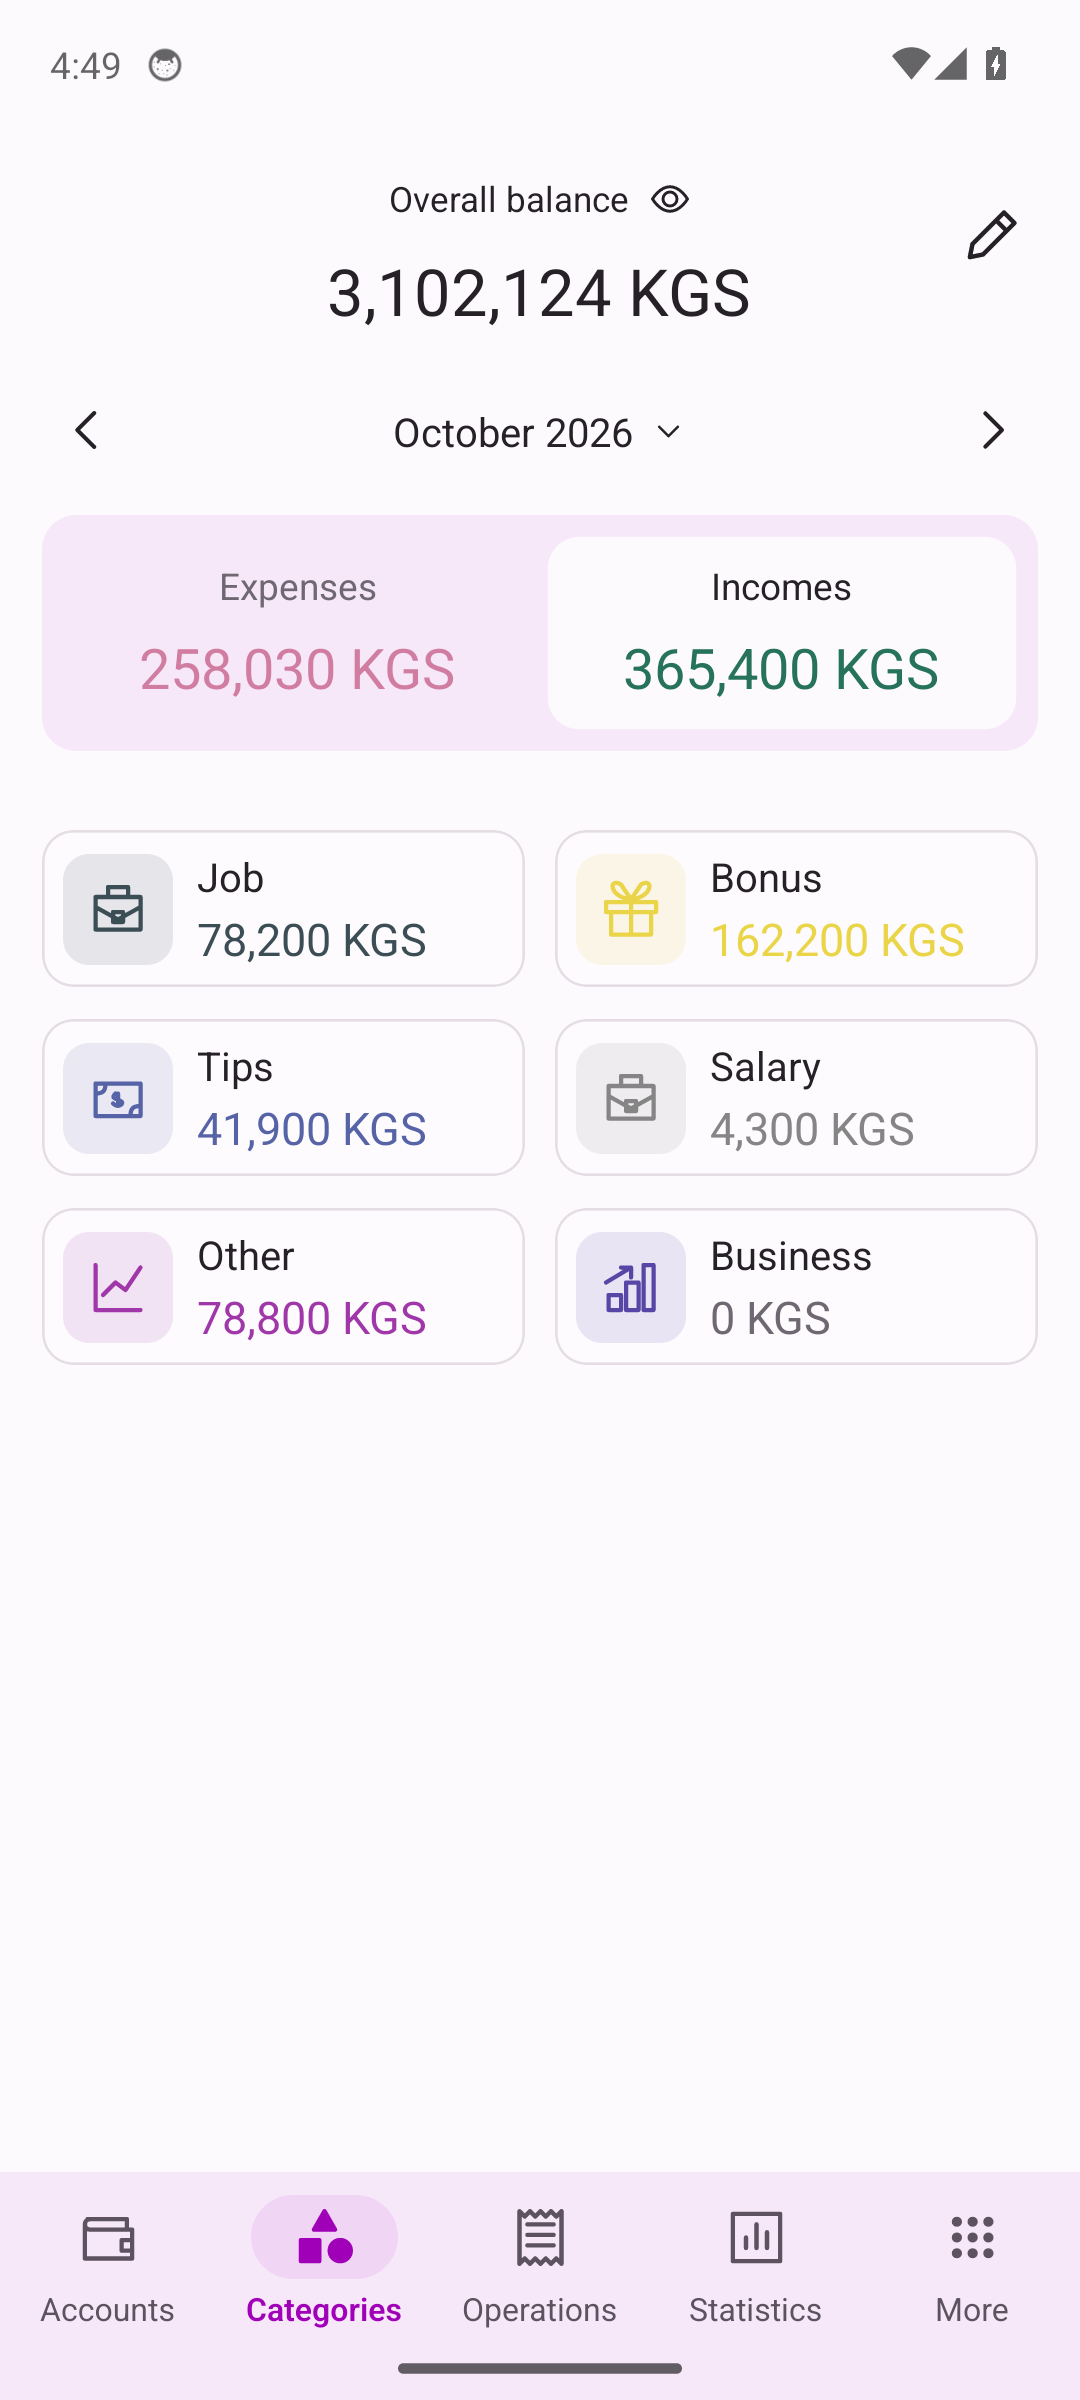 4:49
Overall balance
3,102,124 KGS
October 2026
Expenses
258,030 KGS
Incomes
365,400 KGS
Job
78,200 KGS
Bonus
162,200 KGS
Tips
41,900 KGS
Salary
4,300 KGS
Other
78,800 KGS
Business
0 KGS
Accounts
Categories
Operations
Statistics
More